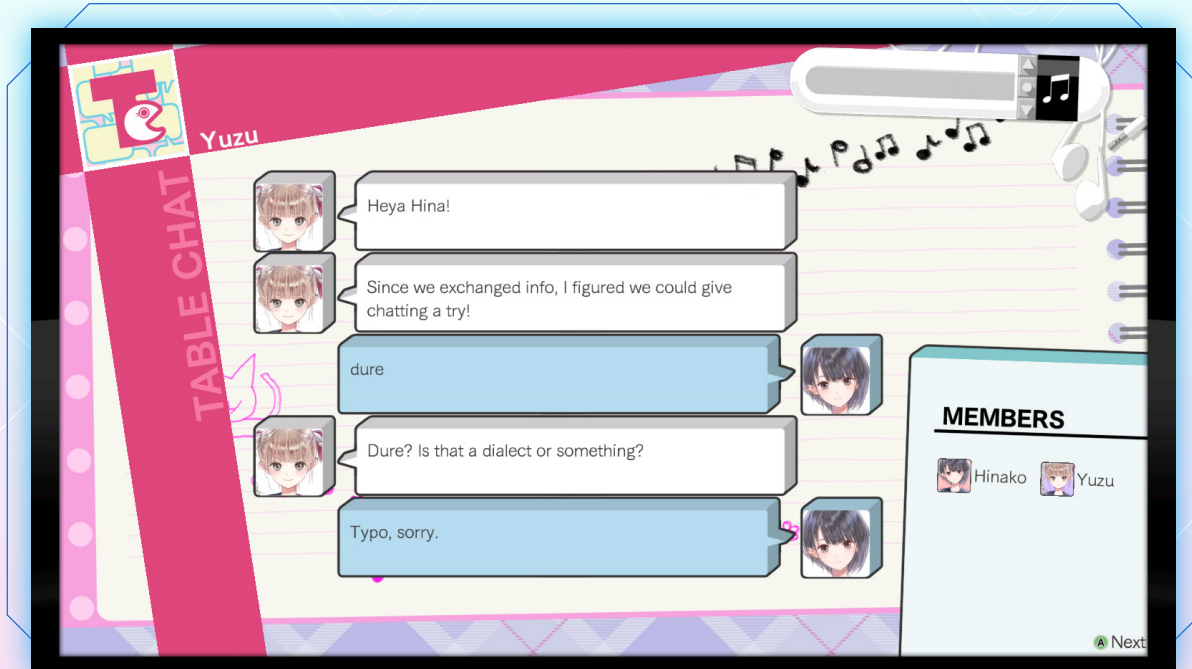 Tc
Yuzu
TABLE CHAT
Heya Hina!
Since we exchanged info, I figured we could give
chatting a try!
dure
Dure? Is that a dialect or something?
Typo, sorry.
MEMBERS
Hinako
Yuzu
A Next